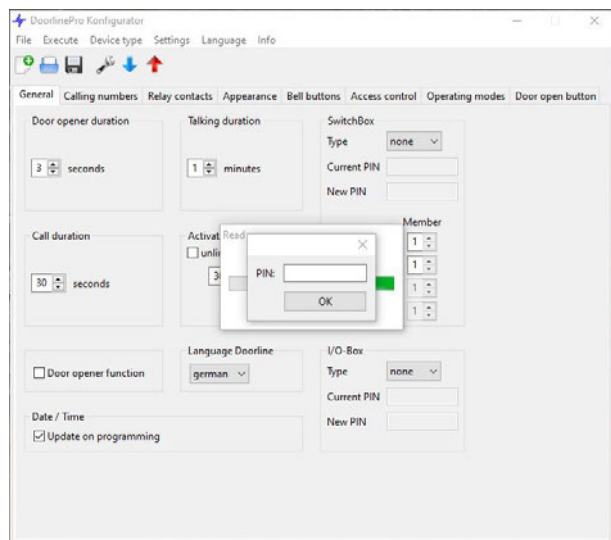 DoorlinePro Konfigurator
File Execute Device type Settings Language Info
General Calling numbers Relay contacts Appearance Bell buttons Access control Operating modes Door open button
Door opener duration
3 seconds
Talking duration
1 minutes
SwitchBox
Type none
Current PIN
New PIN
Member
1
1
1
1
Call duration
30 seconds
Activat
unli
3
Read
PIN:
OK
Door opener function
Language Doorline
german
I/O-Box
Type none
Current PIN
New PIN
Date / Time
Update on programming